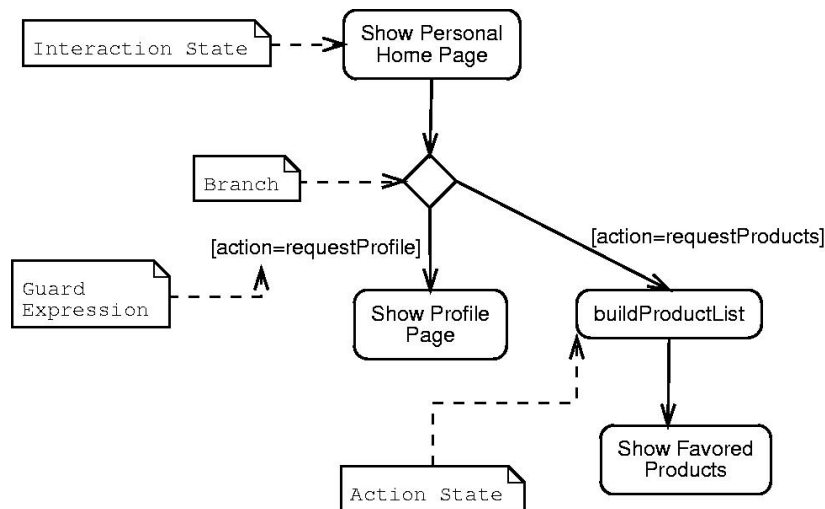 Show Personal
Home Page
Interaction State
Branch
[action=requestProfile]
[action=requestProducts]
Guard
Expression
Show Profile
Page
buildProductList
Show Favored
Products
Action State